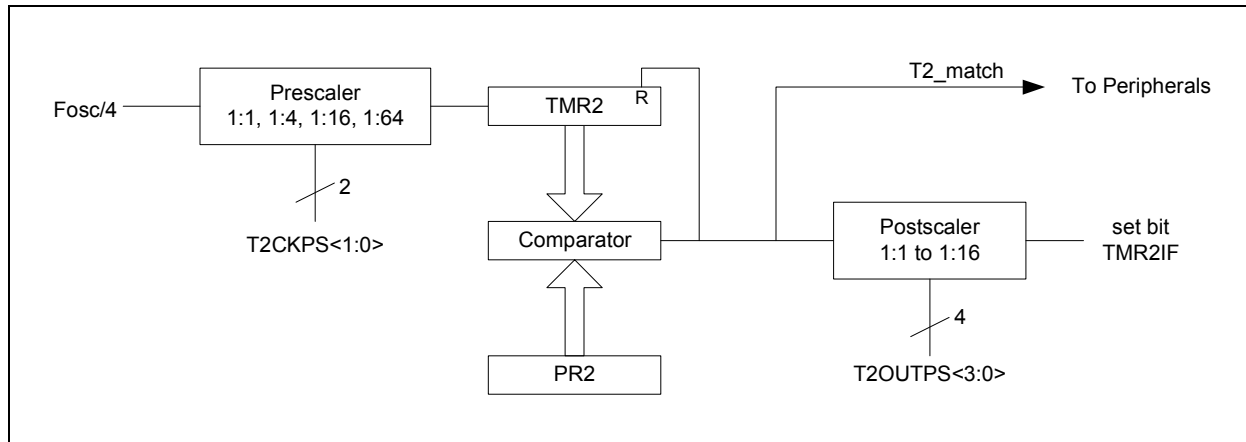 Fosc/4
Prescaler
1:1, 1:4, 1:16, 1:64
2
T2CKPS<1:0>
TMR2
R
Comparator
PR2
T2_match
To Peripherals
Postscaler
1:1 to 1:16
4
T2OUTPS<3:0>
set bit
TMR2IF